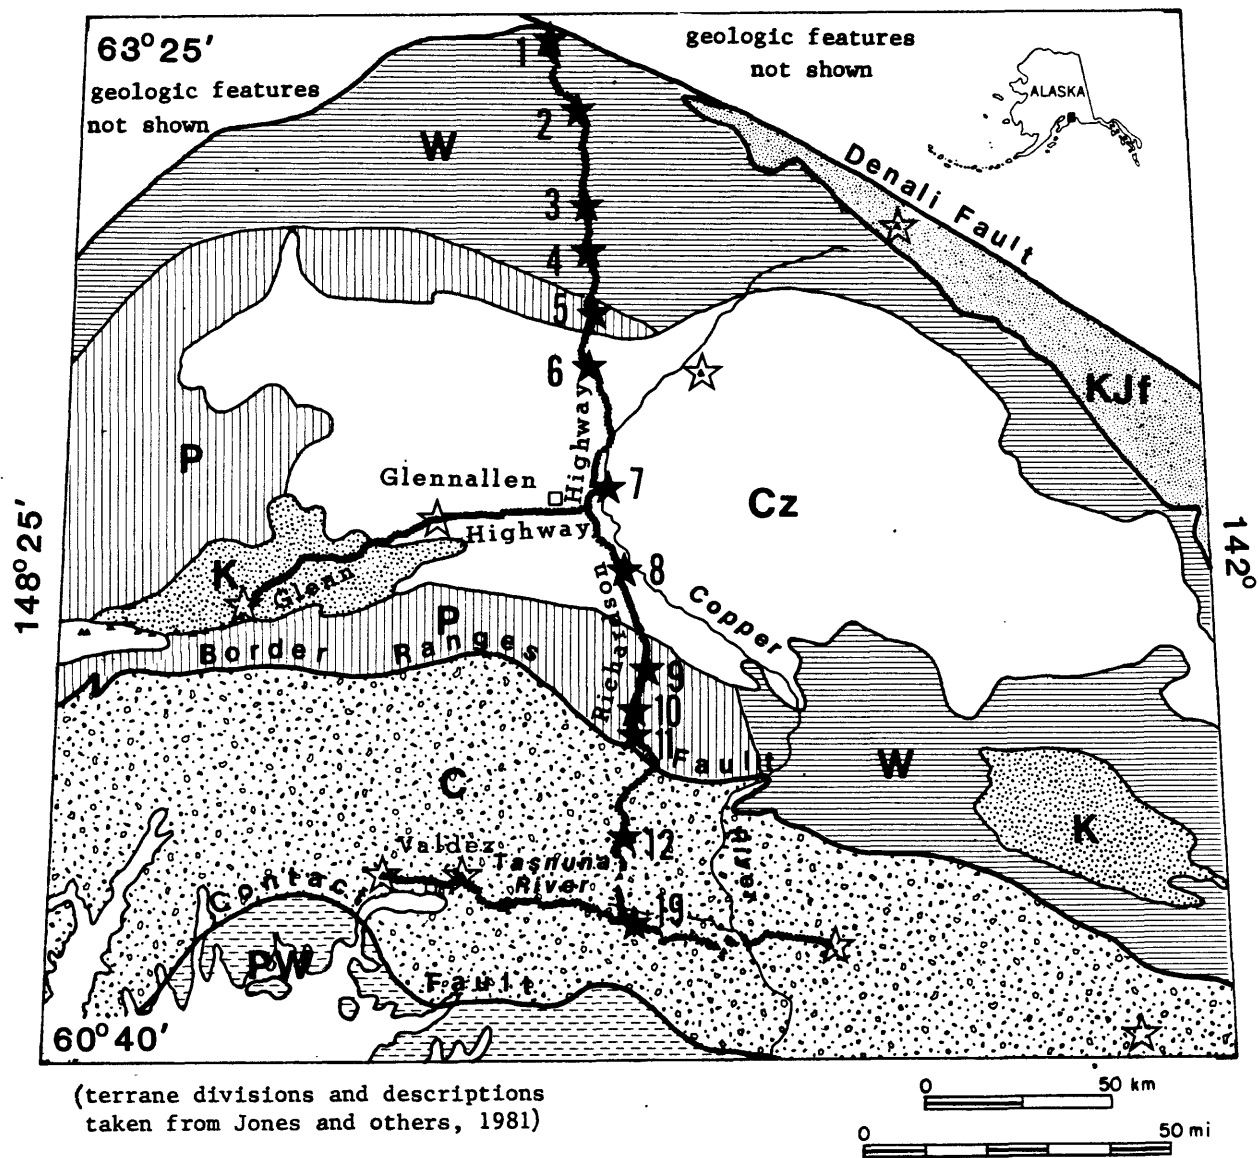 63°25'
geologic features
not shown
geologic features
not shown
ALASKA
1
2
W
3
4
5
6
Denali Fault
KJf
P
Glennallen
Highway
7
Cz
Highway
148°25'
142°
K
Glenn
8
Richardson
Copper
P
Border Ranges
9
10
11
Fault
W
C
K
Valdez
12
Tasnuna
River
River
Contact
19
PW
Fault
60°40'
(terrane divisions and descriptions
taken from Jones and others, 1981)
0 50 km
0 50 mi